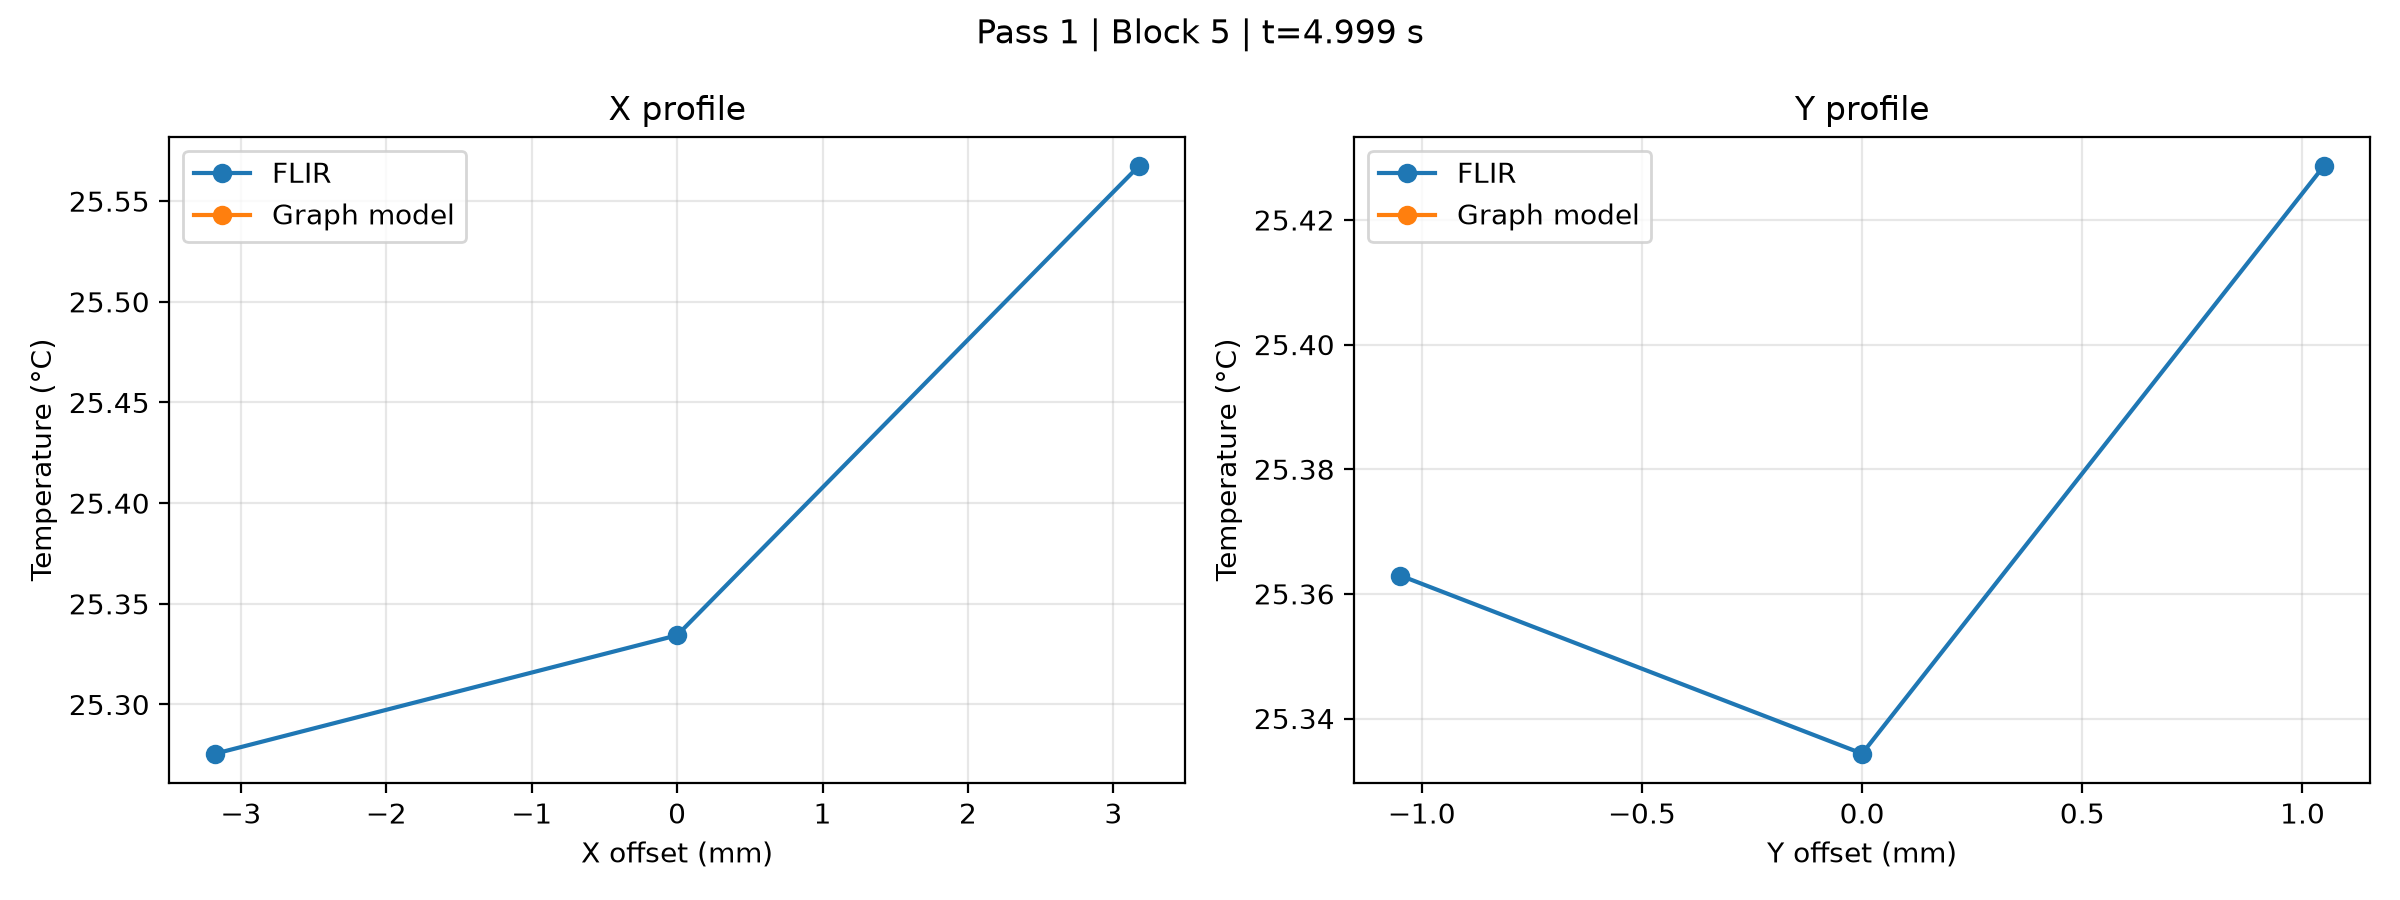 Pass 1 | Block 5 | t=4.999 s
X profile
FLIR
Graph model
Temperature (°C)
25.55
25.50
25.45
25.40
25.35
25.30
−3 −2 −1 0 1 2 3
X offset (mm)
Y profile
FLIR
Graph model
Temperature (°C)
25.42
25.40
25.38
25.36
25.34
−1.0 −0.5 0.0 0.5 1.0
Y offset (mm)